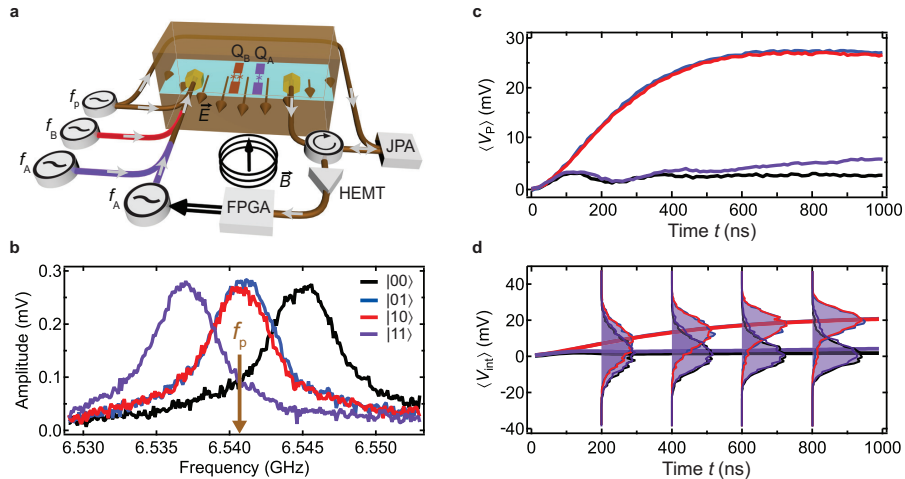 a
Q_B Q_A
f_p
f_B
f_A
f_A
E
B
FPGA
HEMT
JPA
b
Amplitude (mV)
0.3
0.2
0.1
0.0
6.530
6.535
6.540
6.545
6.550
Frequency (GHz)
f_p
|00⟩
|01⟩
|10⟩
|11⟩
c
⟨V_P⟩ (mV)
30
20
10
0
0
200
400
600
800
1000
Time t (ns)
d
⟨V_int⟩ (mV)
40
20
0
-20
-40
0
200
400
600
800
1000
Time t (ns)